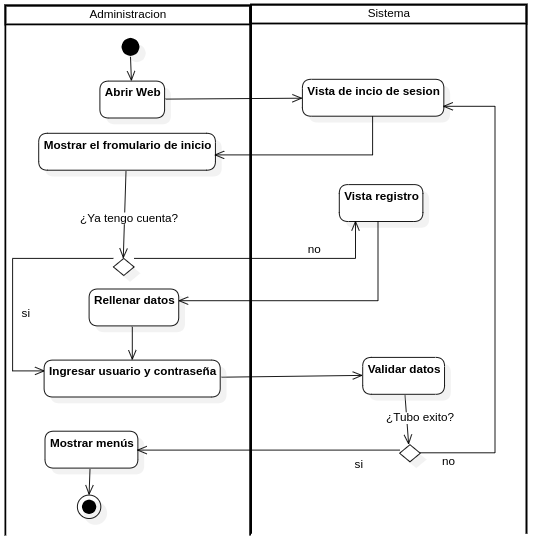 Administracion
Sistema
Abrir Web
Vista de incio de sesion
Mostrar el fromulario de inicio
Vista registro
¿Ya tengo cuenta?
no
Rellenar datos
si
Ingresar usuario y contraseña
Validar datos
¿Tubo exito?
Mostrar menús
si
no